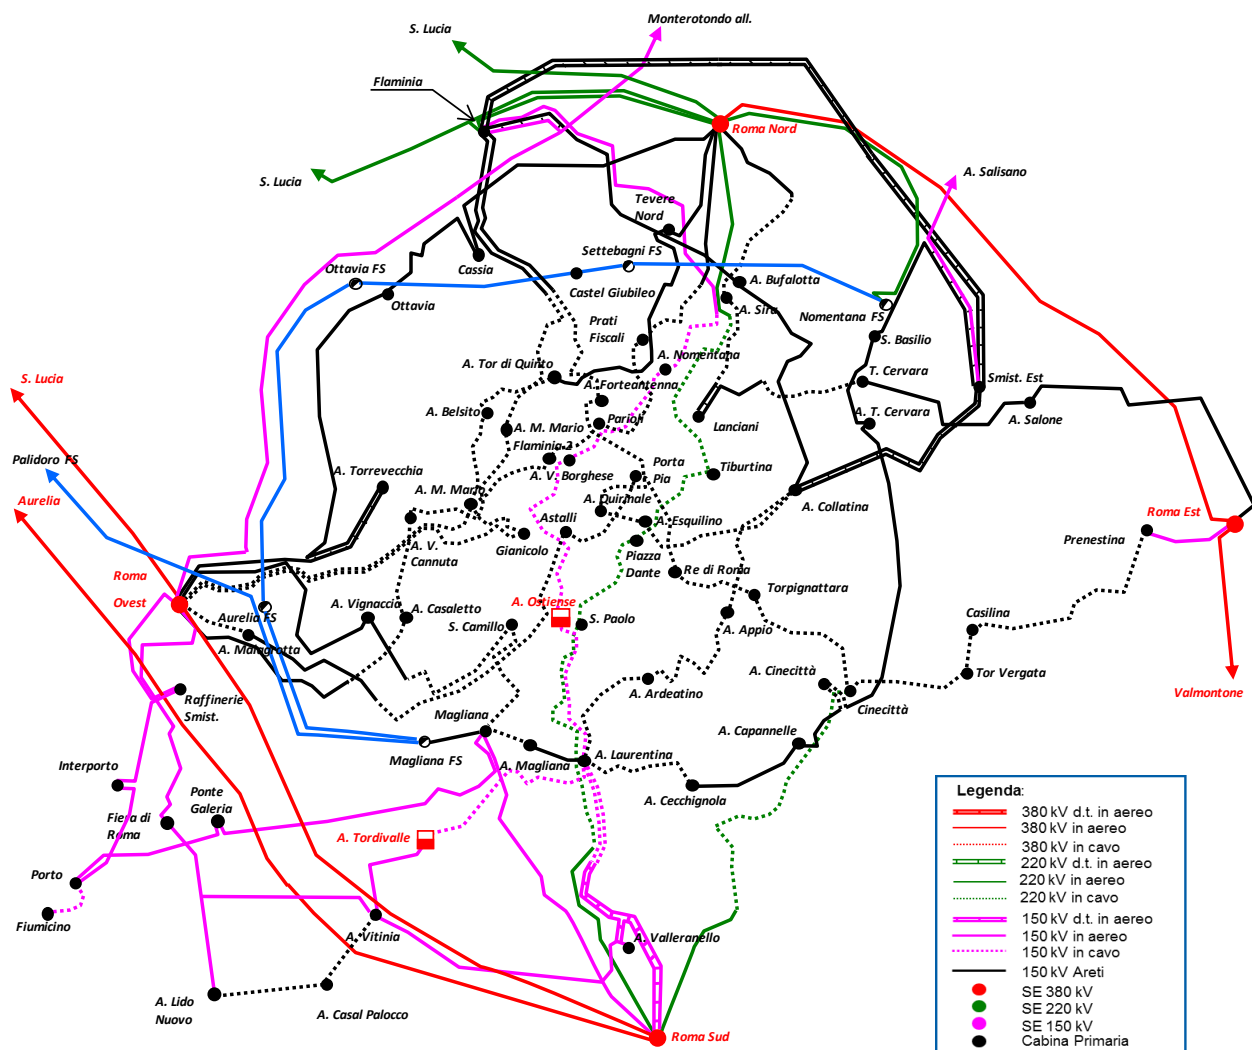 Monterotondo all.
S. Lucia
Flaminia
Roma Nord
S. Lucia
A. Salisano
Tevere
Nord
Settebagni FS
Cassia
Ottavia FS
Castel Giubileo
A. Bufalotta
Ottavia
A. Sira
Nomentana FS
Prati
Fiscali
S. Basilio
A. Nomentana
A. Tor di Quinto
T. Cervara
Smist. Est
S. Lucia
A. Forteantenna
A. Belsito
Parioli
Lanciani
A. T. Cervara
A. Salone
A. M. Mario
Flaminia 2
Palidoro FS
A. Torrevecchia
Porta
Pia
A. V. Borghese
Tiburtina
Aurelia
A. M. Mario
A. Quirinale
A. Collatina
Roma Est
Astalli
A. Esquilino
Prenestina
A. V.
Cannuta
Gianicolo
Piazza
Dante
Re di Roma
Roma
Ovest
Torpignattara
A. Vignaccia
A. Casaletto
A. Ostiense
Casilina
Aurelia FS
S. Camillo
S. Paolo
A. Appio
A. Malagrotta
A. Cinecittà
Tor Vergata
A. Ardeatino
Cinecittà
Valmontone
Raffinerie
Smist.
Magliana
A. Capannelle
Magliana FS
A. Magliana
A. Laurentina
Interporto
Ponte
Galeria
A. Cecchignola
Fiera di
Roma
A. Tordivalle
Porto
Fiumicino
A. Vitinia
A. Valleranello
A. Lido
Nuovo
A. Casal Palocco
Roma Sud
Legenda:
380 kV d.t. in aereo
380 kV in aereo
380 kV in cavo
220 kV d.t. in aereo
220 kV in aereo
220 kV in cavo
150 kV d.t. in aereo
150 kV in aereo
150 kV in cavo
150 kV Areti
SE 380 kV
SE 220 kV
SE 150 kV
Cabina Primaria